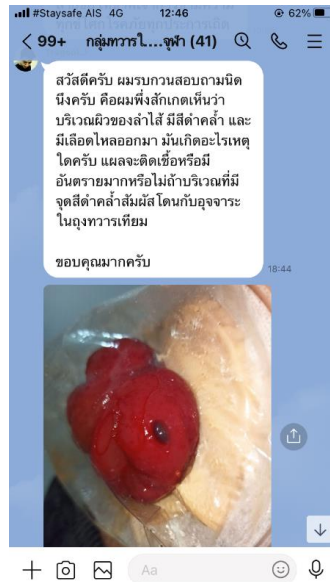 #Staysafe AIS 4G 12:46 62%
99+ กลุ่มทวารใ...จุฬา (41)
สวัสดีครับ ผมรบกวนสอบถามนิด
นึงครับ คือผมพึ่งสักเกตเห็นว่า
บริเวณผิวของลำไส้ มีสีดำคล้ำ และ
มีเลือดไหลออกมา มันเกิดอะไรเหตุ
ใดครับ แผลจะติดเชื้อหรือมี
อันตรายมากหรือไม่ถ้าบริเวณที่มี
จุดสีดำคล้ำสัมผัสโดนกับอุจจาระ
ในถุงทวารเทียม
ขอบคุณมากครับ
18:44
Aa